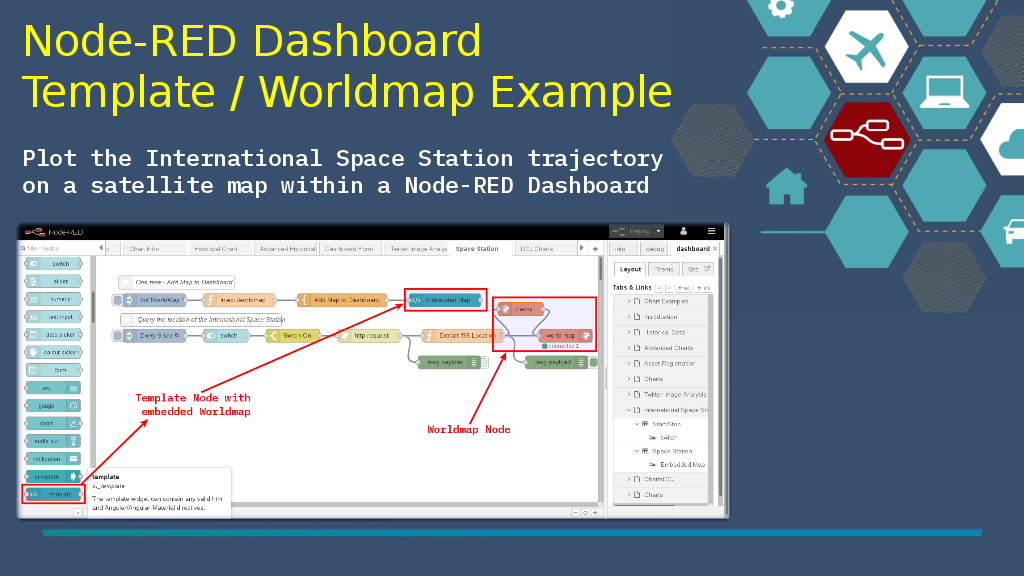 Node-RED Dashboard
Template / Worldmap Example
Plot the International Space Station trajectory
on a satellite map within a Node-RED Dashboard
Node-RED
Deploy
filter nodes
Chart Intro
Historical Chart
Advanced Historical
Dashboard Form
Twitter Image Analys
Space Station
DCJ Charts
info
debug
dashboard
switch
slider
numeric
text input
date picker
colour picker
form
text
gauge
chart
audio out
notification
ui control
template
One time - Add Map to Dashboard
Init WorldMap
Inject /worldmap
Add Map to Dashboard
Embedded Map
Query the location of the International Space Station
Every 5 sec ↻
switch
Switch On
http request
Extract ISS Location
tracks
world map
connected 1
msg.payload
msg.payload
Template Node with
embedded Worldmap
Worldmap Node
template
ui_template
The template widget can contain any valid html
and Angular/Angular-Material directives.
Layout
Theme
Site
Tabs & Links
Chart Examples
Introduction
Historical Data
Advanced Charts
Asset Registration
Charts
Twitter Image Analysis
International Space St
Start/Stop
switch
Space Station
Embedded Map
ChartsDCJ
Charts